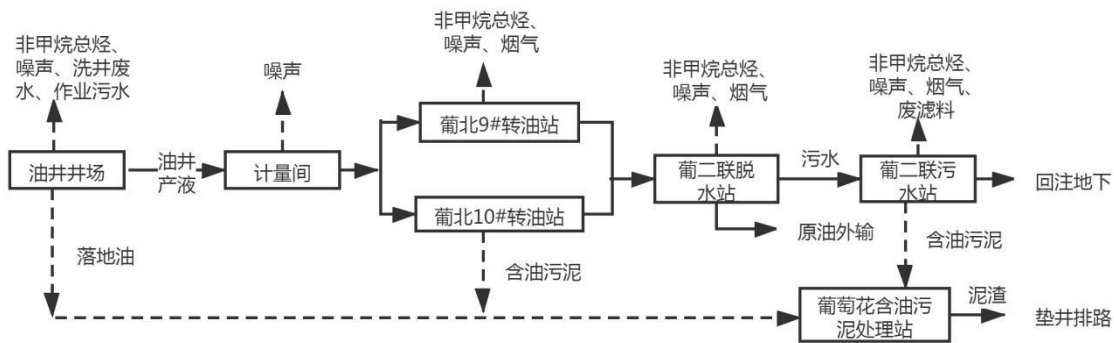 非甲烷总烃、
噪声、洗井废
水、作业污水
噪声
非甲烷总烃、
噪声、烟气
非甲烷总烃、
噪声、烟气
非甲烷总烃、
噪声、烟气、
废滤料
油井井场
油井
产液
计量间
葡北9#转油站
葡北10#转油站
葡二联脱
水站
污水
葡二联污
水站
回注地下
原油外输
落地油
含油污泥
含油污泥
葡萄花含油污
泥处理站
泥渣
垫井排路